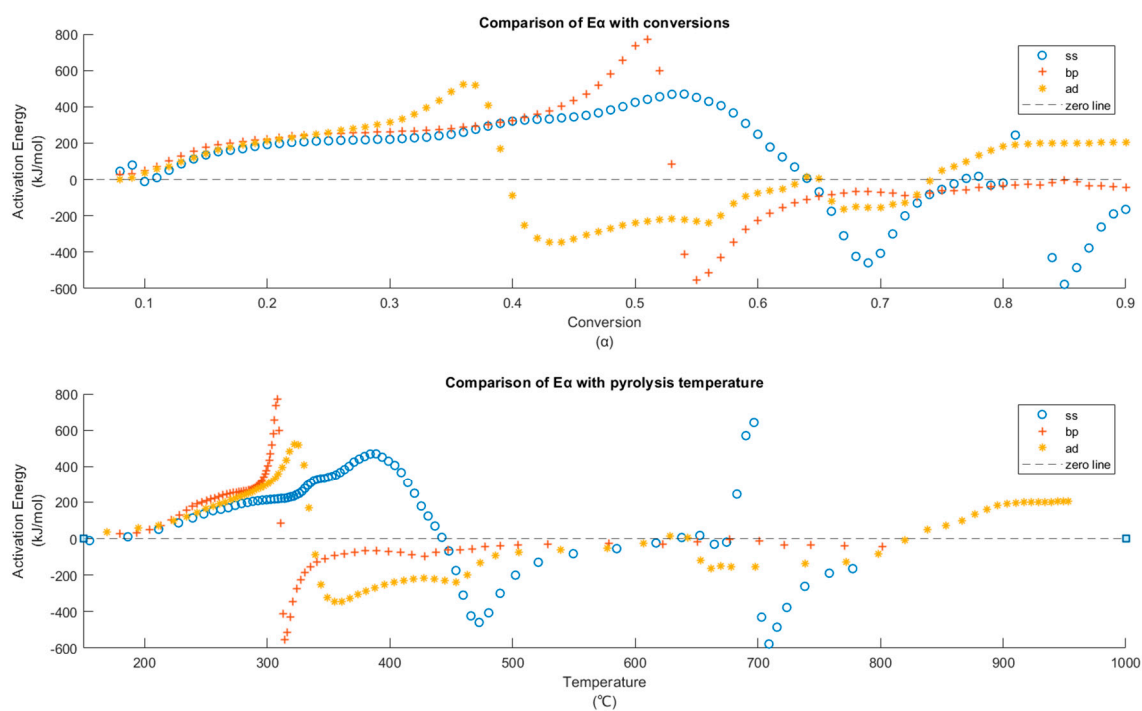 Comparison of Eα with conversions
800
600
400
200
0
-200
-400
-600
Activation Energy
(kJ/mol)
ss
bp
ad
zero line
0.1
0.2
0.3
0.4
0.5
0.6
0.7
0.8
0.9
Conversion
(α)
Comparison of Eα with pyrolysis temperature
800
600
400
200
0
-200
-400
-600
Activation Energy
(kJ/mol)
ss
bp
ad
zero line
200
300
400
500
600
700
800
900
1000
Temperature
(℃)